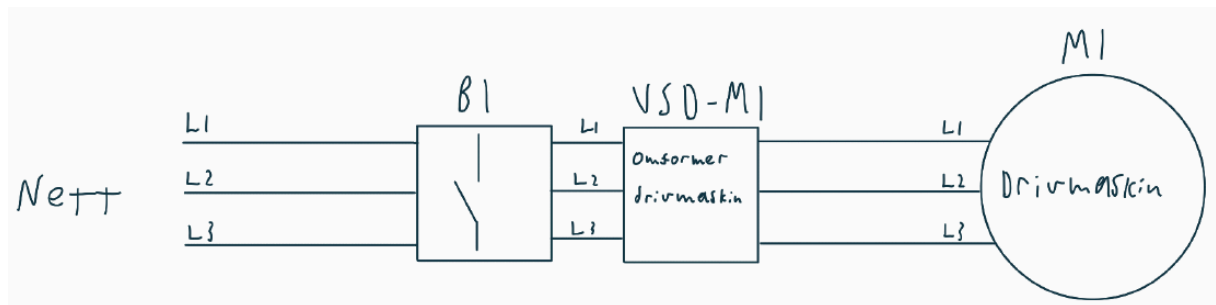 M1
B1
VSD-M1
L1
L1
L1
Omformer
drivmaskin
Nett
L2
L2
L2
Drivmaskin
L3
L3
L3